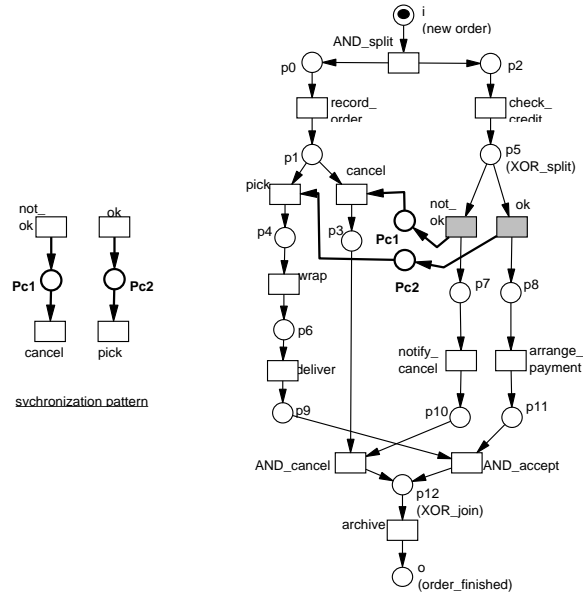 i
(new order)
AND_split
p0
p2
record_
order
check_
credit
p1
p5
(XOR_split)
pick
cancel
not_
ok
ok
Pc1
p4
p3
Pc2
wrap
p7
p8
p6
deliver
notify_
cancel
arrange_
payment
p9
p10
p11
AND_cancel
AND_accept
p12
(XOR_join)
archive
o
(order_finished)
not_
ok
ok
Pc1
Pc2
cancel
pick
svchronization pattern